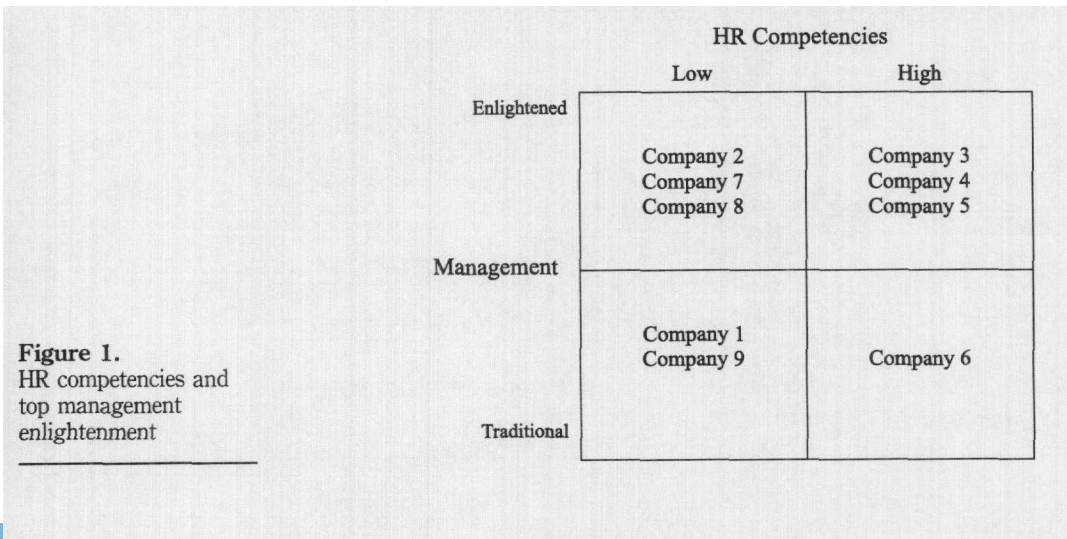 HR Competencies
Low High
Enlightened
Company 2 Company 3
Company 7 Company 4
Company 8 Company 5
Management
Company 1
Company 9 Company 6
Traditional
Figure 1.
HR competencies and
top management
enlightenment